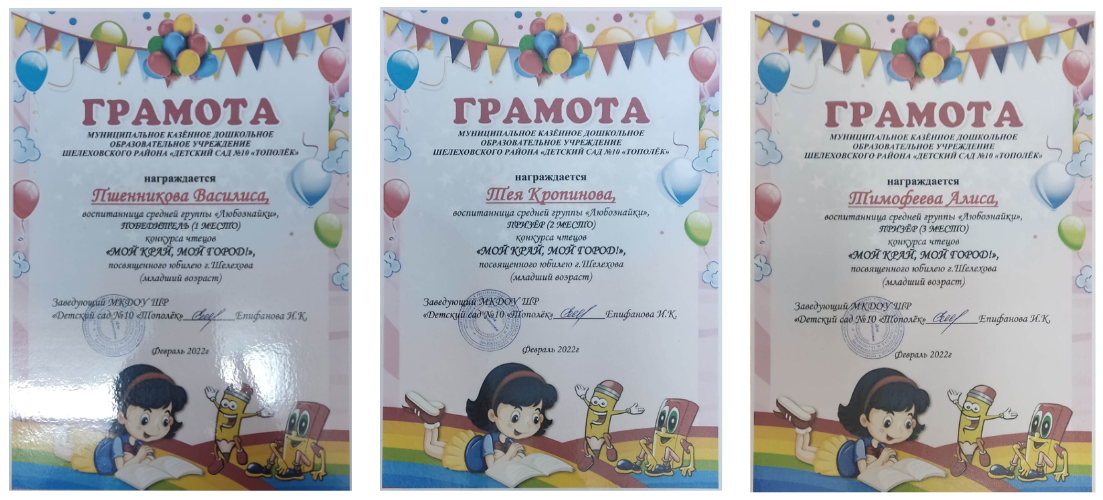 ГРАМОТА
МУНИЦИПАЛЬНОЕ КАЗЁННОЕ ДОШКОЛЬНОЕ
ОБРАЗОВАТЕЛЬНОЕ УЧРЕЖДЕНИЕ
ШЕЛЕХОВСКОГО РАЙОНА «ДЕТСКИЙ САД №10 «ТОПОЛЁК»
награждается
Пшенникова Василиса,
воспитанница средней группы «Любознайки»,
ПОБЕДИТЕЛЬ (1 МЕСТО)
конкурса чтецов
«МОЙ КРАЙ, МОЙ ГОРОД!»,
посвященного юбилею г.Шелехова
(младший возраст)
Заведующий МКДОУ ШР
«Детский сад №10 «Тополёк» Епифанова И.К.
Февраль 2022г
ГРАМОТА
МУНИЦИПАЛЬНОЕ КАЗЁННОЕ ДОШКОЛЬНОЕ
ОБРАЗОВАТЕЛЬНОЕ УЧРЕЖДЕНИЕ
ШЕЛЕХОВСКОГО РАЙОНА «ДЕТСКИЙ САД №10 «ТОПОЛЁК»
награждается
Тея Кропинова,
воспитанница средней группы «Любознайки»,
ПРИЗЁР (2 МЕСТО)
конкурса чтецов
«МОЙ КРАЙ, МОЙ ГОРОД!»,
посвященного юбилею г.Шелехова
(младший возраст)
Заведующий МКДОУ ШР
«Детский сад №10 «Тополёк» Епифанова И.К.
Февраль 2022г
ГРАМОТА
МУНИЦИПАЛЬНОЕ КАЗЁННОЕ ДОШКОЛЬНОЕ
ОБРАЗОВАТЕЛЬНОЕ УЧРЕЖДЕНИЕ
ШЕЛЕХОВСКОГО РАЙОНА «ДЕТСКИЙ САД №10 «ТОПОЛЁК»
награждается
Тимофеева Алиса,
воспитанница средней группы «Любознайки»,
ПРИЗЁР (3 МЕСТО)
конкурса чтецов
«МОЙ КРАЙ, МОЙ ГОРОД!»,
посвященного юбилею г.Шелехова
(младший возраст)
Заведующий МКДОУ ШР
«Детский сад №10 «Тополёк» Епифанова И.К.
Февраль 2022г